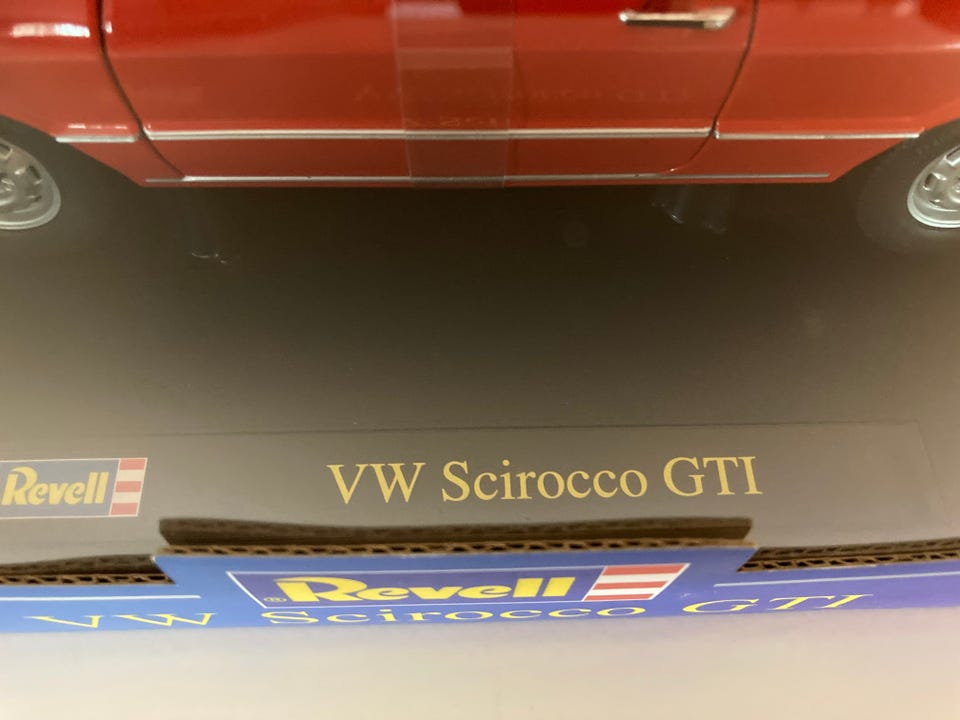 Revell
VW Scirocco GTI
® Revell
VW Scirocco GTI